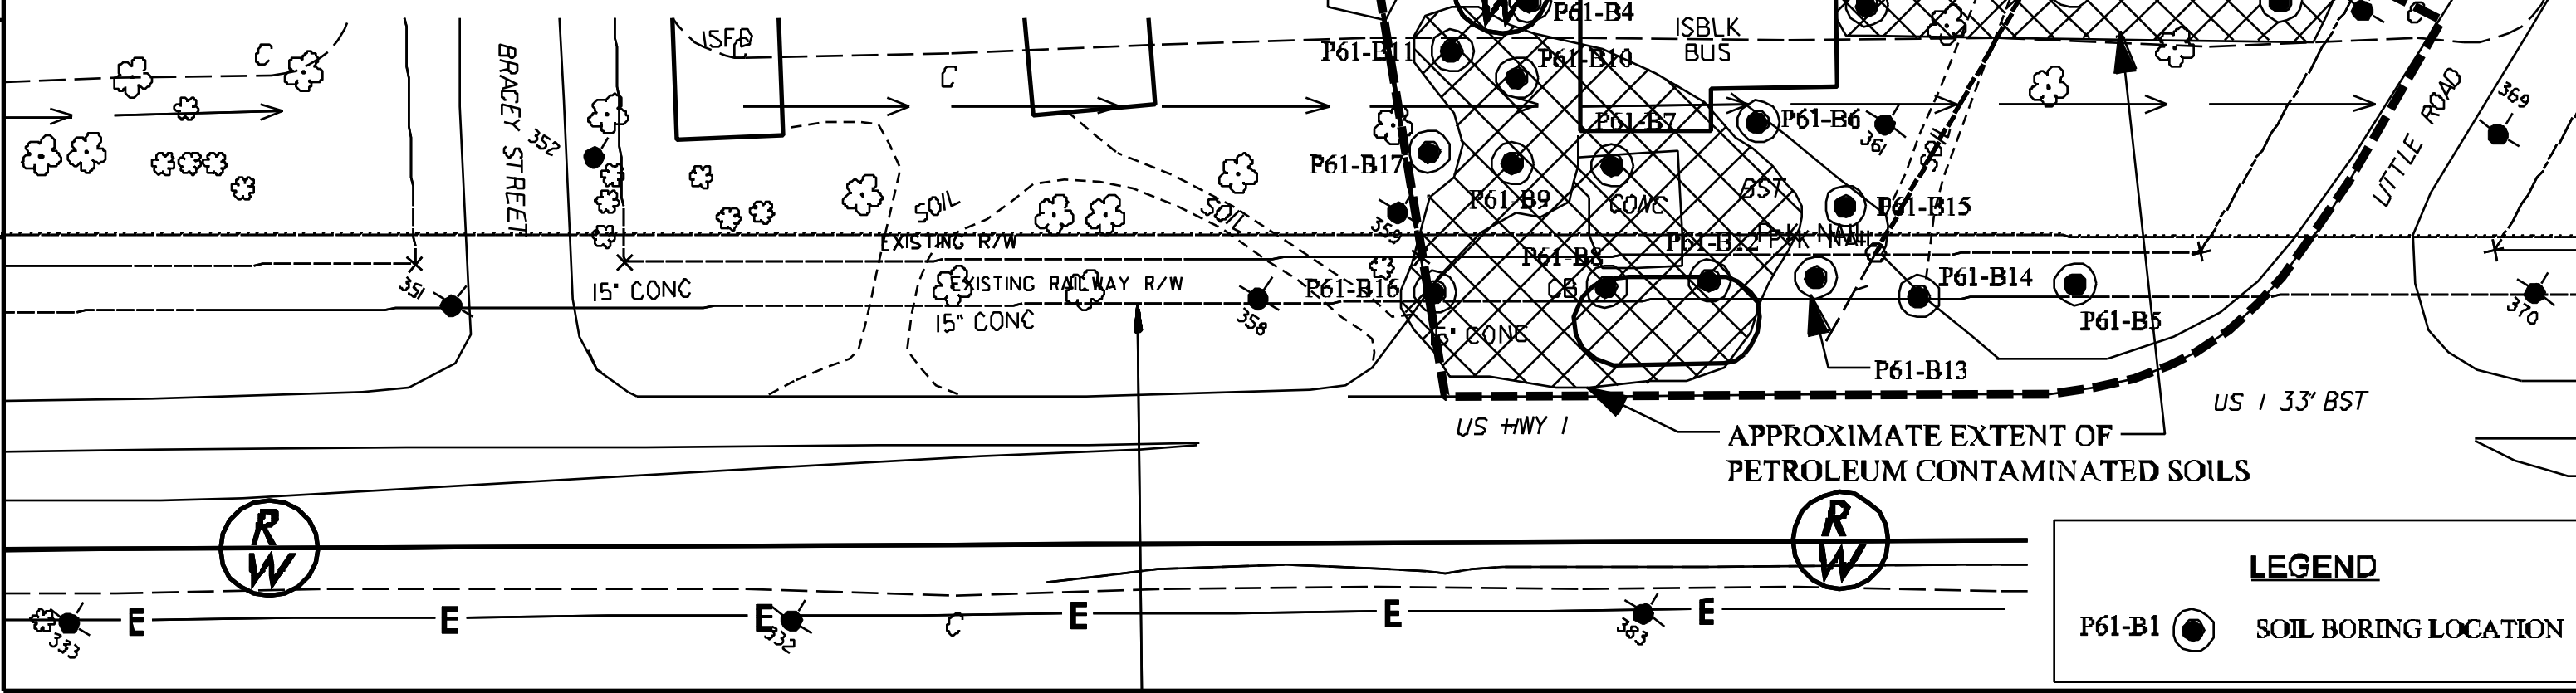 P61-B4
ISFD
C
C
C
C
P61-B11
P61-B10
ISBLK
BUS
BRACEY STREET
352
P61-B7
P61-B6
361
SOIL
LITTLE ROAD
369
P61-B17
P61-B9
CONC
BST
P61-B15
SOIL
SOIL
359
EXISTING R/W
P61-B12
PK NAIL
P61-B8
351
15" CONC
EXISTING RAILWAY R/W
P61-B16
CB
P61-B14
15" CONC
358
CONC
P61-B5
370
P61-B13
US HWY 1
US 1 33' BST
APPROXIMATE EXTENT OF
PETROLEUM CONTAMINATED SOILS
R
W
R
W
LEGEND
333
E
E
E
332
C
E
E
383
E
P61-B1
SOIL BORING LOCATION